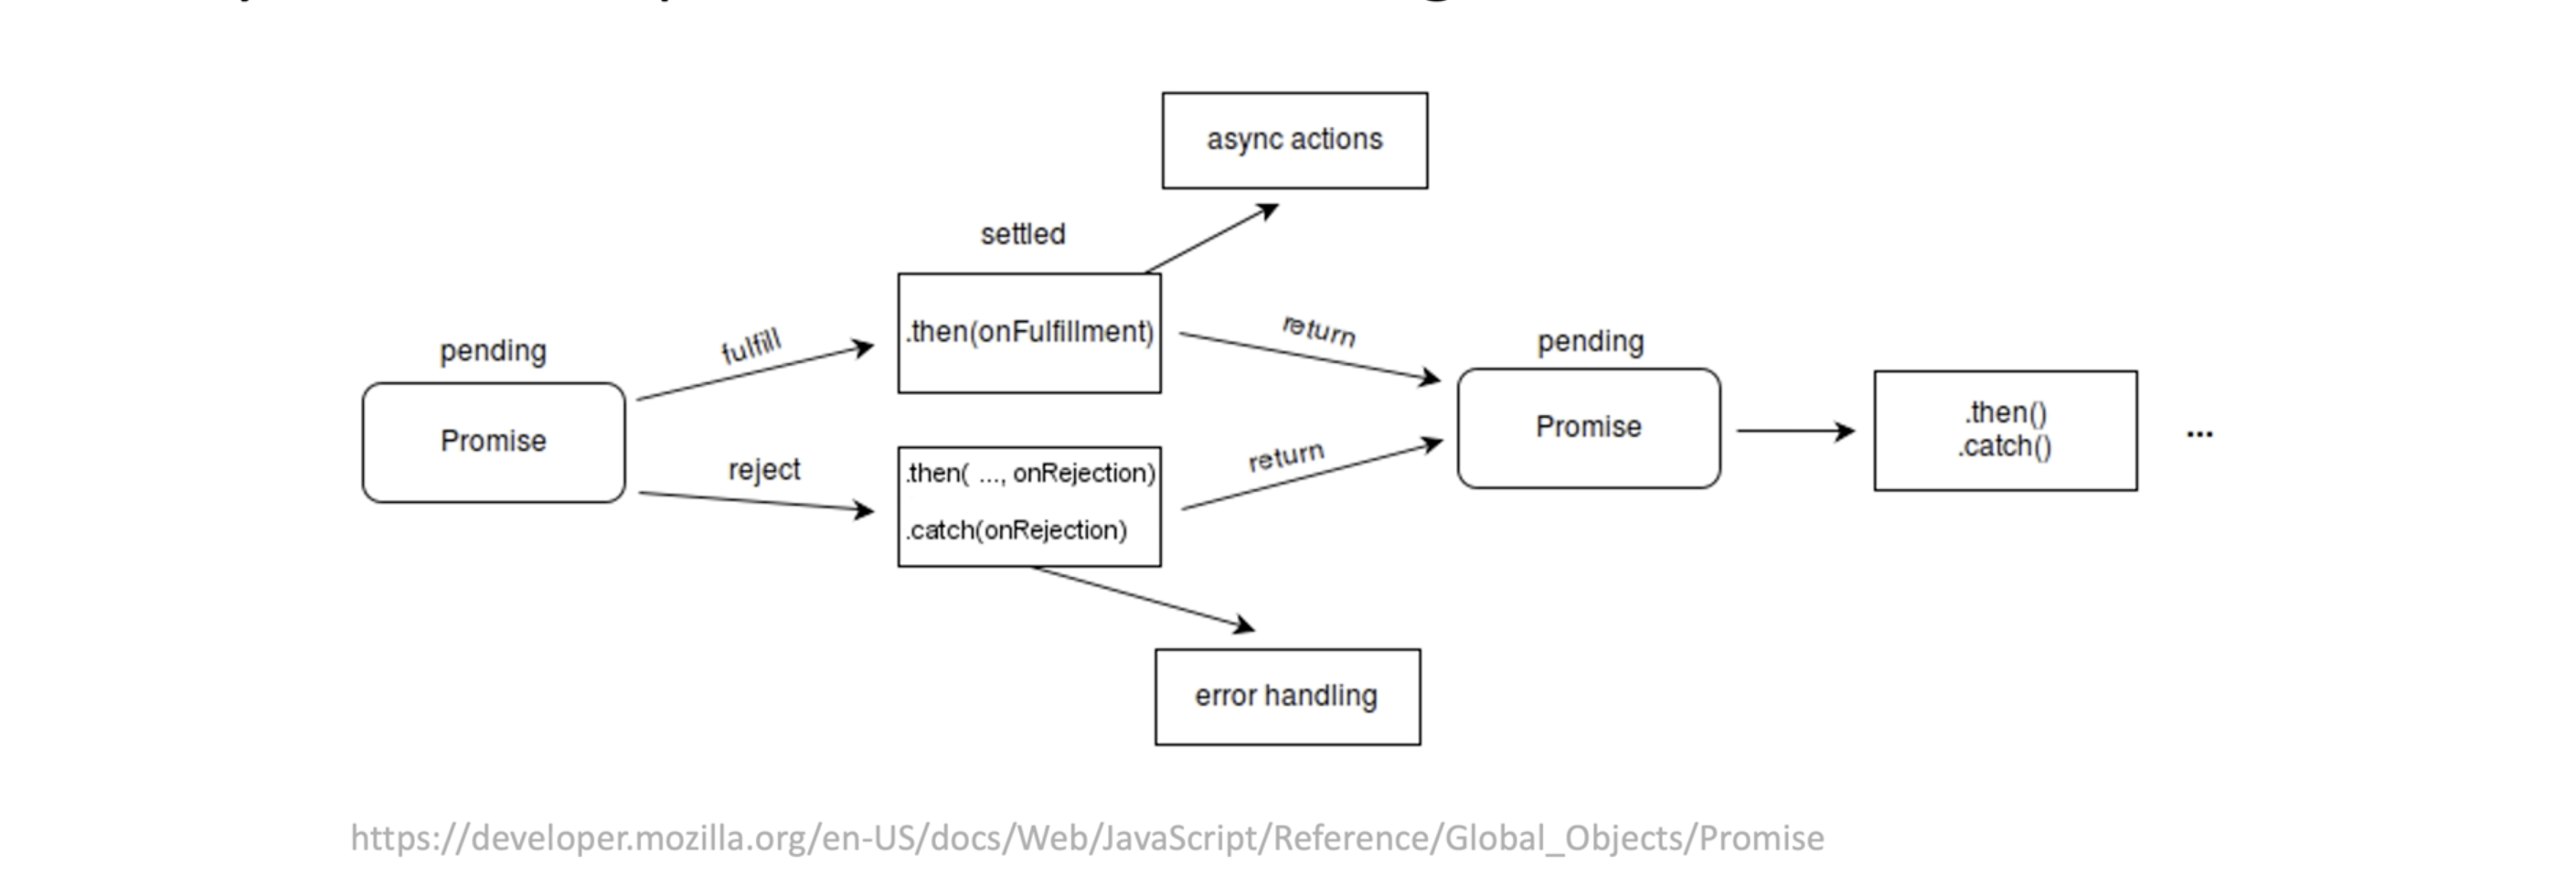 async actions
settled
.then(onFulfillment)
pending
fulfill
return
pending
Promise
Promise
.then()
.catch()
...
reject
return
.then( ..., onRejection)
.catch(onRejection)
error handling
https://developer.mozilla.org/en-US/docs/Web/JavaScript/Reference/Global_Objects/Promise